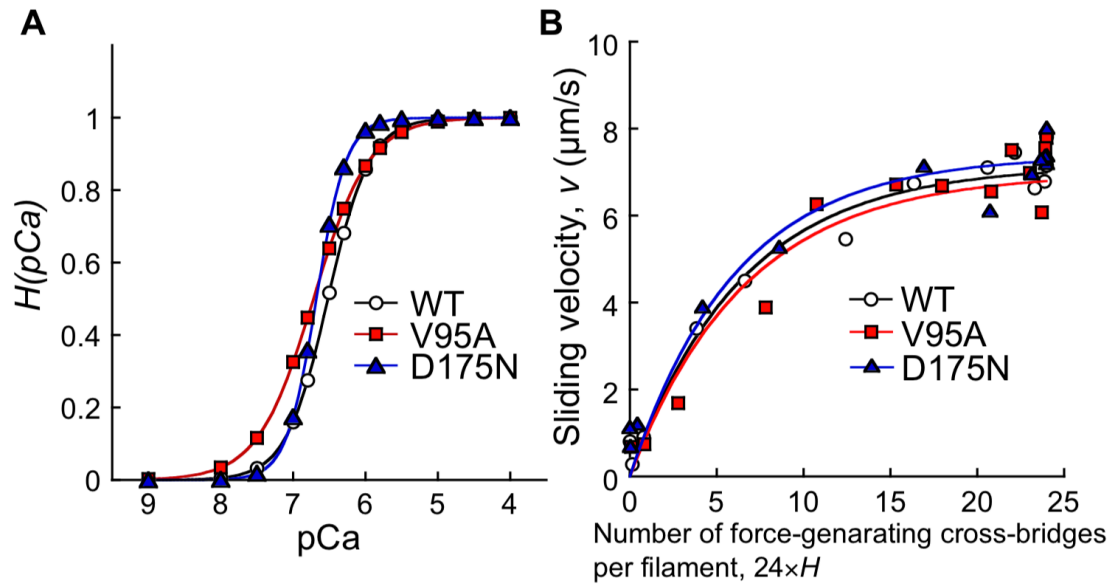 A
H(pCa)
1
0.8
0.6
0.4
0.2
0
9 8 7 6 5 4
pCa
WT
V95A
D175N
B
Sliding velocity, v (μm/s)
10
8
6
4
2
0
0 5 10 15 20 25
Number of force-genarating cross-bridges
per filament, 24×H
WT
V95A
D175N